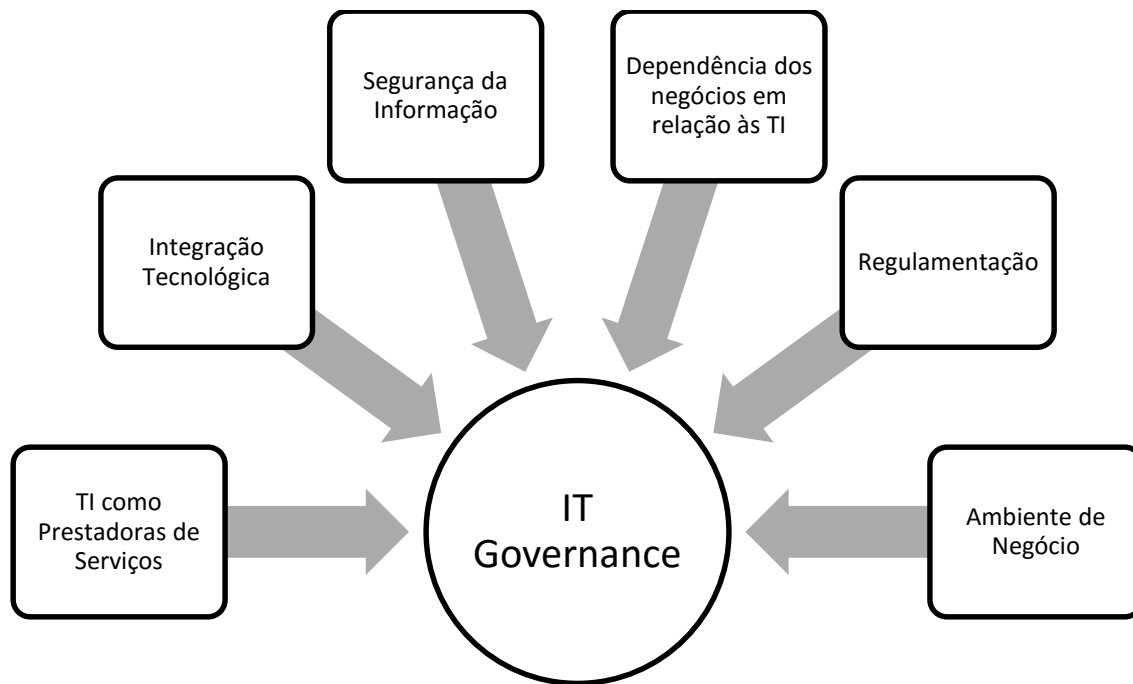 Segurança da
Informação
Dependência dos
negócios em
relação às TI
Integração
Tecnológica
Regulamentação
TI como
Prestadoras de
Serviços
IT
Governance
Ambiente de
Negócio